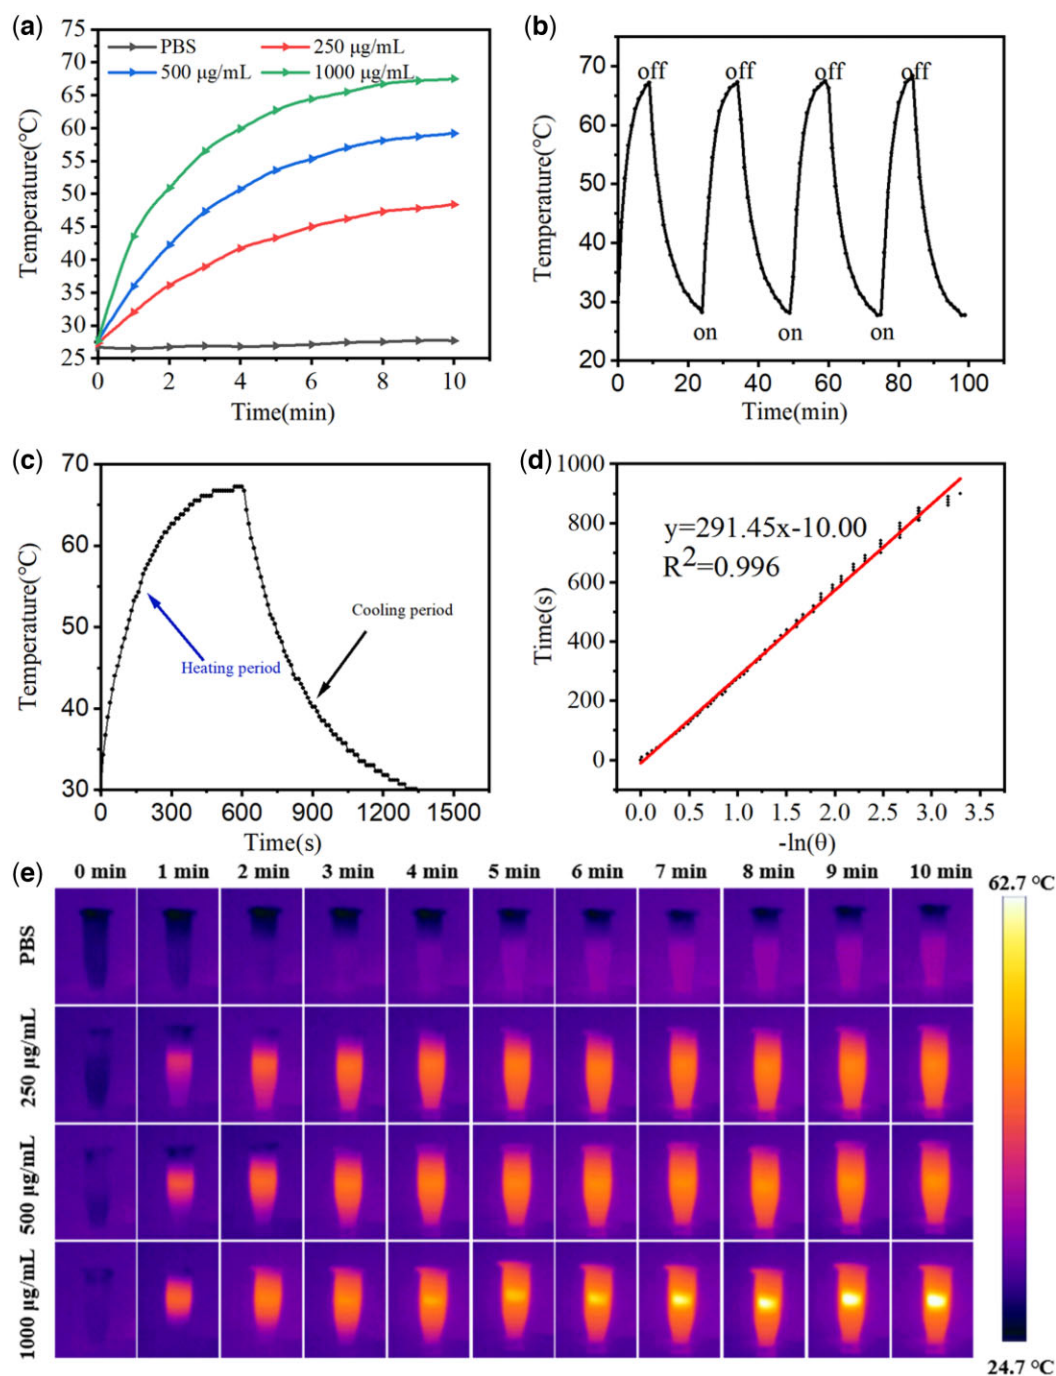 (a)
75
70
65
60
55
50
45
40
35
30
25
Temperature(℃)
PBS
250 μg/mL
500 μg/mL
1000 μg/mL
0 2 4 6 8 10
Time(min)
(b)
70
60
50
40
30
20
Temperature(℃)
off off off off
on on on
0 20 40 60 80 100
Time(min)
(c)
70
60
50
40
30
Temperature(℃)
Cooling period
Heating period
0 300 600 900 1200 1500
Time(s)
(d)
1000
800
600
400
200
0
Time(s)
y=291.45x-10.00
R²=0.996
0.0 0.5 1.0 1.5 2.0 2.5 3.0 3.5
-ln(θ)
(e)
0 min 1 min 2 min 3 min 4 min 5 min 6 min 7 min 8 min 9 min 10 min
PBS
250 μg/mL
500 μg/mL
1000 μg/mL
62.7 ℃
24.7 ℃